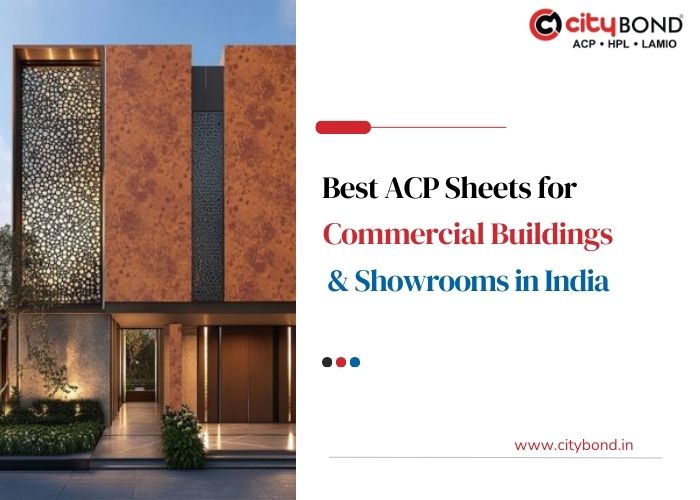 cityBOND®
ACP • HPL • LAMIO
Best ACP Sheets for
Commercial Buildings
& Showrooms in India
www.citybond.in